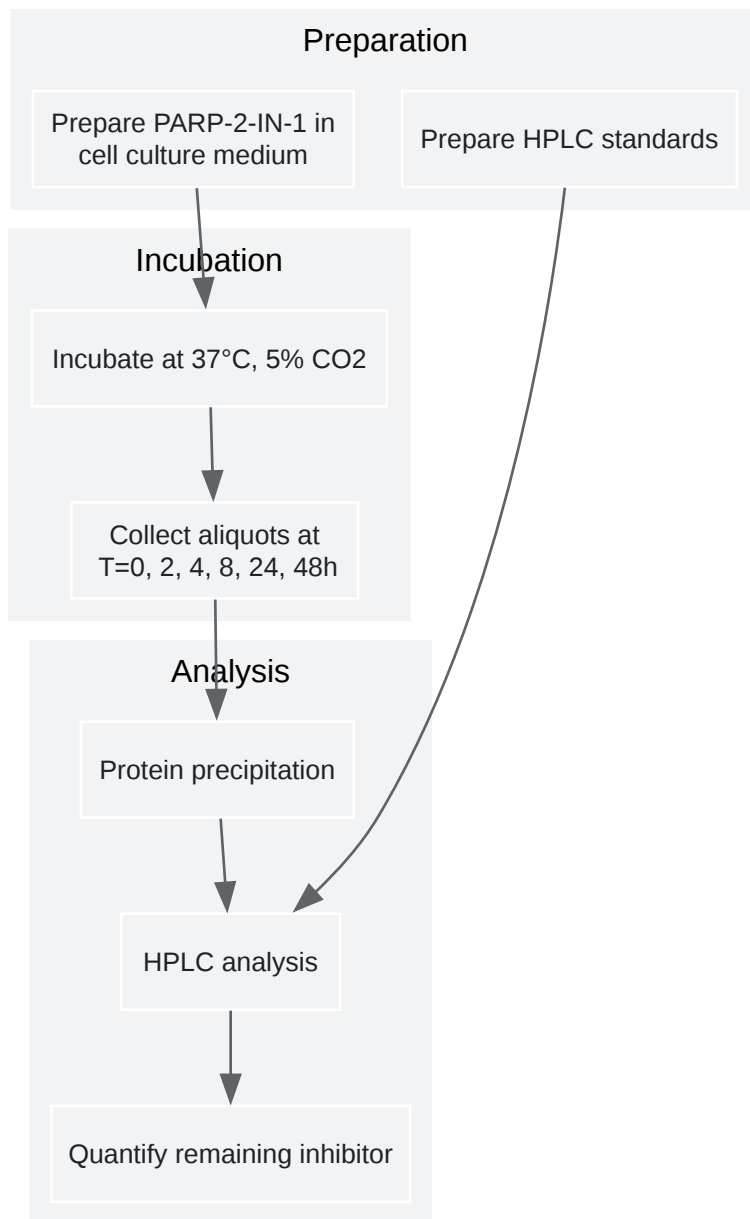 Preparation
Prepare PARP-2-IN-1 in
cell culture medium
Prepare HPLC standards
Incubation
Incubate at 37°C, 5% CO2
Collect aliquots at
T=0, 2, 4, 8, 24, 48h
Analysis
Protein precipitation
HPLC analysis
Quantify remaining inhibitor